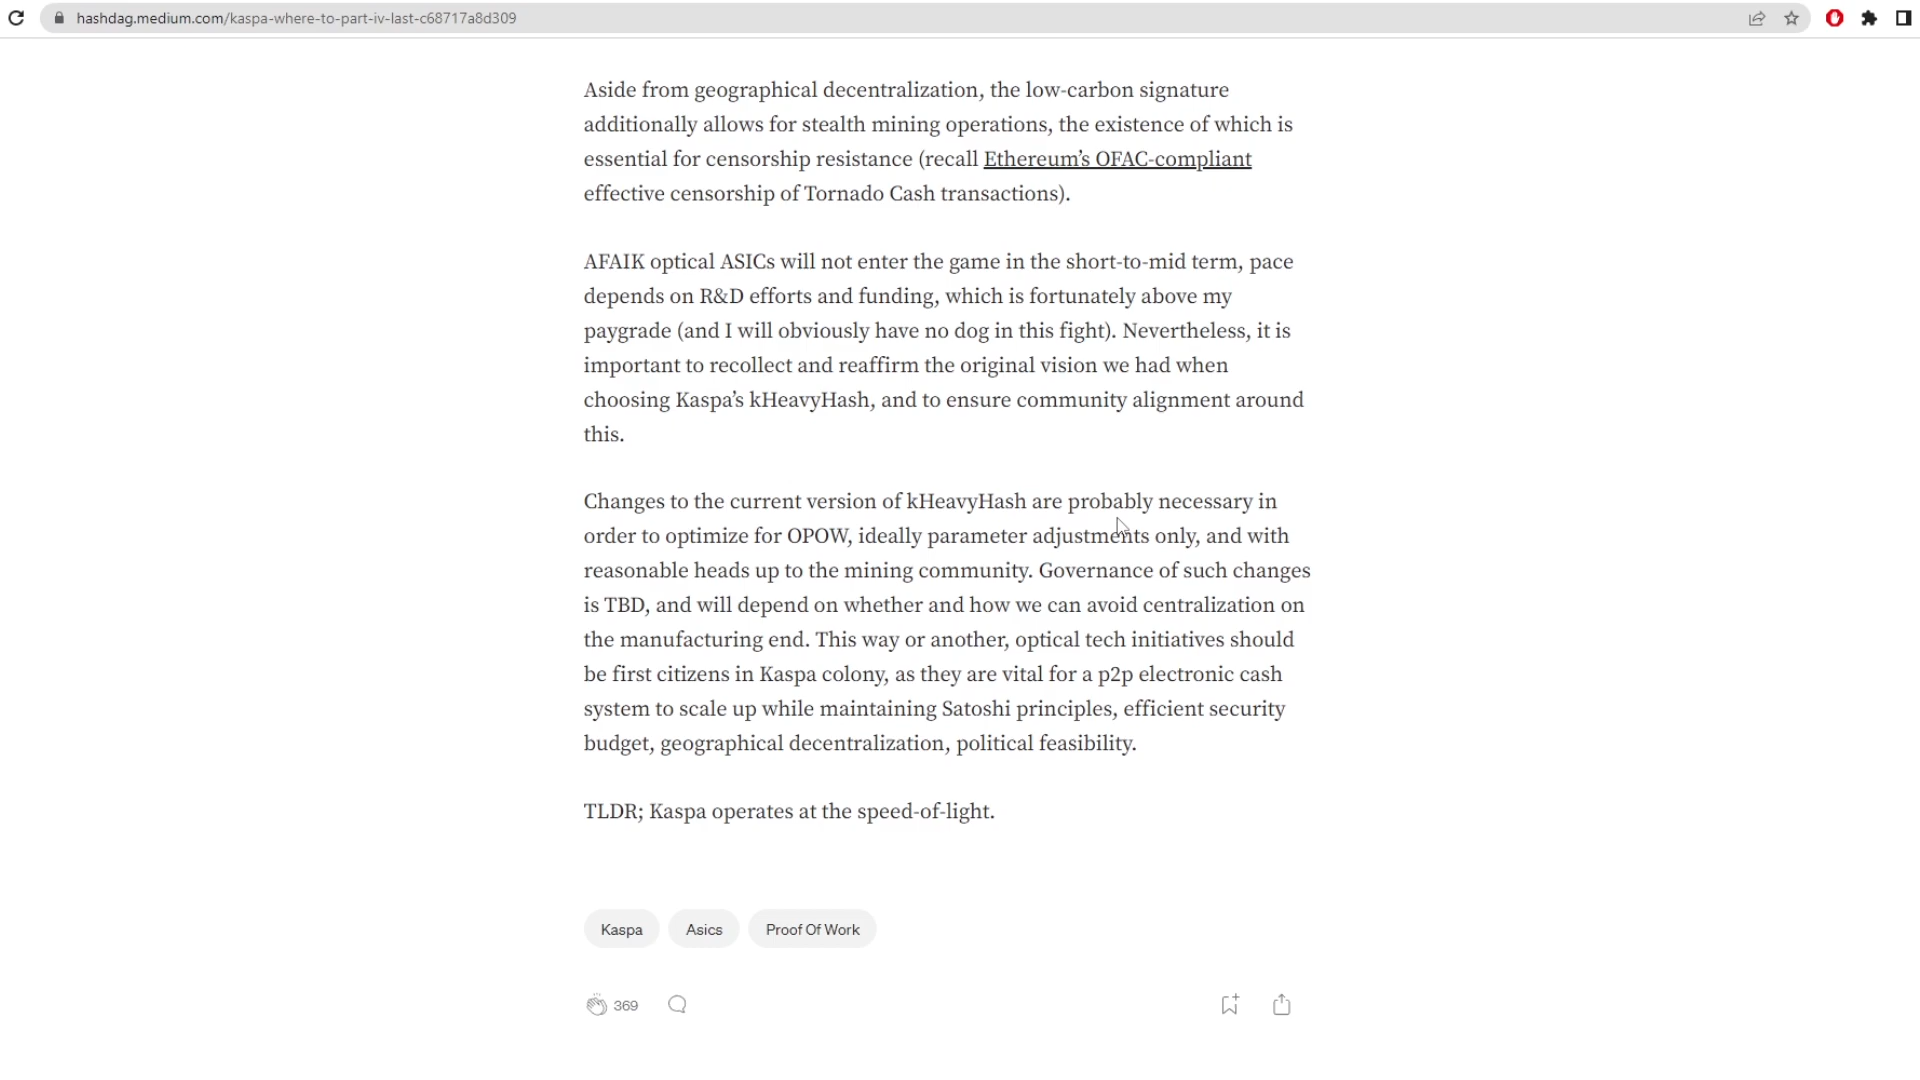 hashdag.medium.com/kaspa-where-to-part-iv-last-c68717a8d309
Aside from geographical decentralization, the low-carbon signature
additionally allows for stealth mining operations, the existence of which is
essential for censorship resistance (recall Ethereum’s OFAC-compliant
effective censorship of Tornado Cash transactions).
AFAIK optical ASICs will not enter the game in the short-to-mid term, pace
depends on R&D efforts and funding, which is fortunately above my
paygrade (and I will obviously have no dog in this fight). Nevertheless, it is
important to recollect and reaffirm the original vision we had when
choosing Kaspa’s kHeavyHash, and to ensure community alignment around
this.
Changes to the current version of kHeavyHash are probably necessary in
order to optimize for OPOW, ideally parameter adjustments only, and with
reasonable heads up to the mining community. Governance of such changes
is TBD, and will depend on whether and how we can avoid centralization on
the manufacturing end. This way or another, optical tech initiatives should
be first citizens in Kaspa colony, as they are vital for a p2p electronic cash
system to scale up while maintaining Satoshi principles, efficient security
budget, geographical decentralization, political feasibility.
TLDR; Kaspa operates at the speed-of-light.
Kaspa Asics Proof Of Work
369